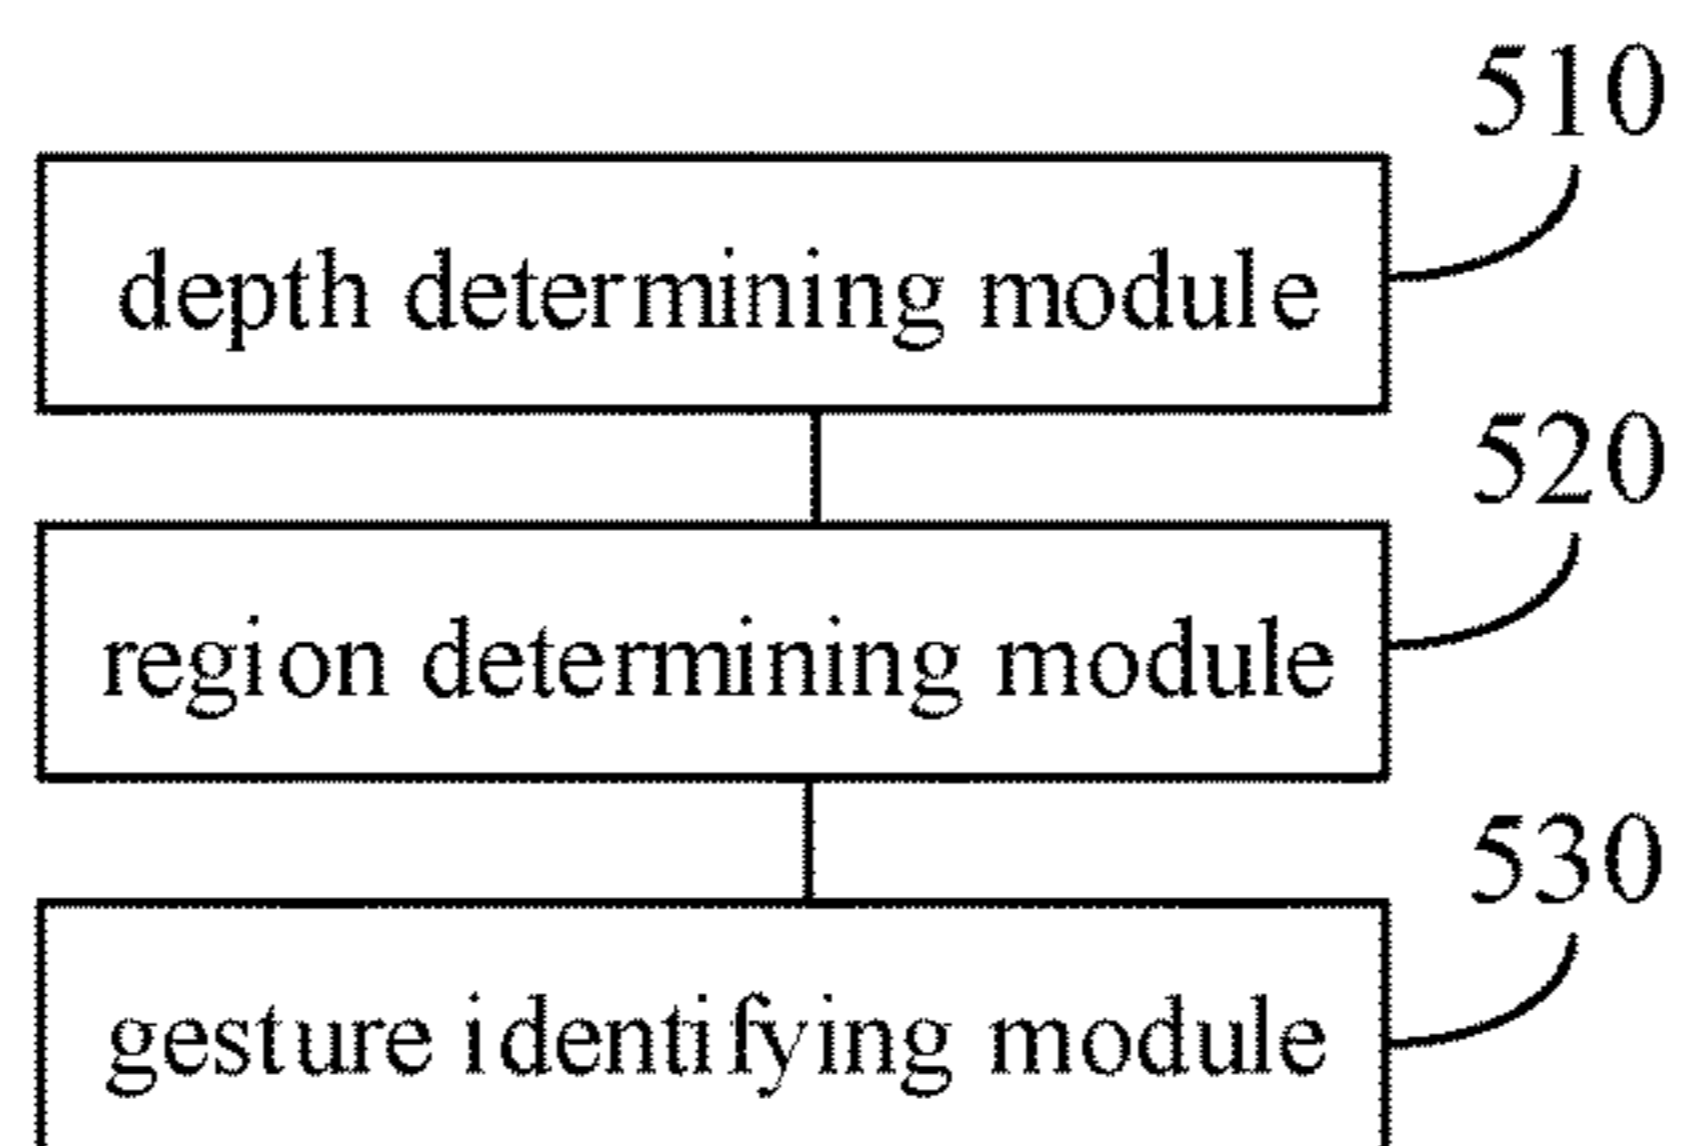 510
depth determining module
520
region determining module
530
gesture identifying module